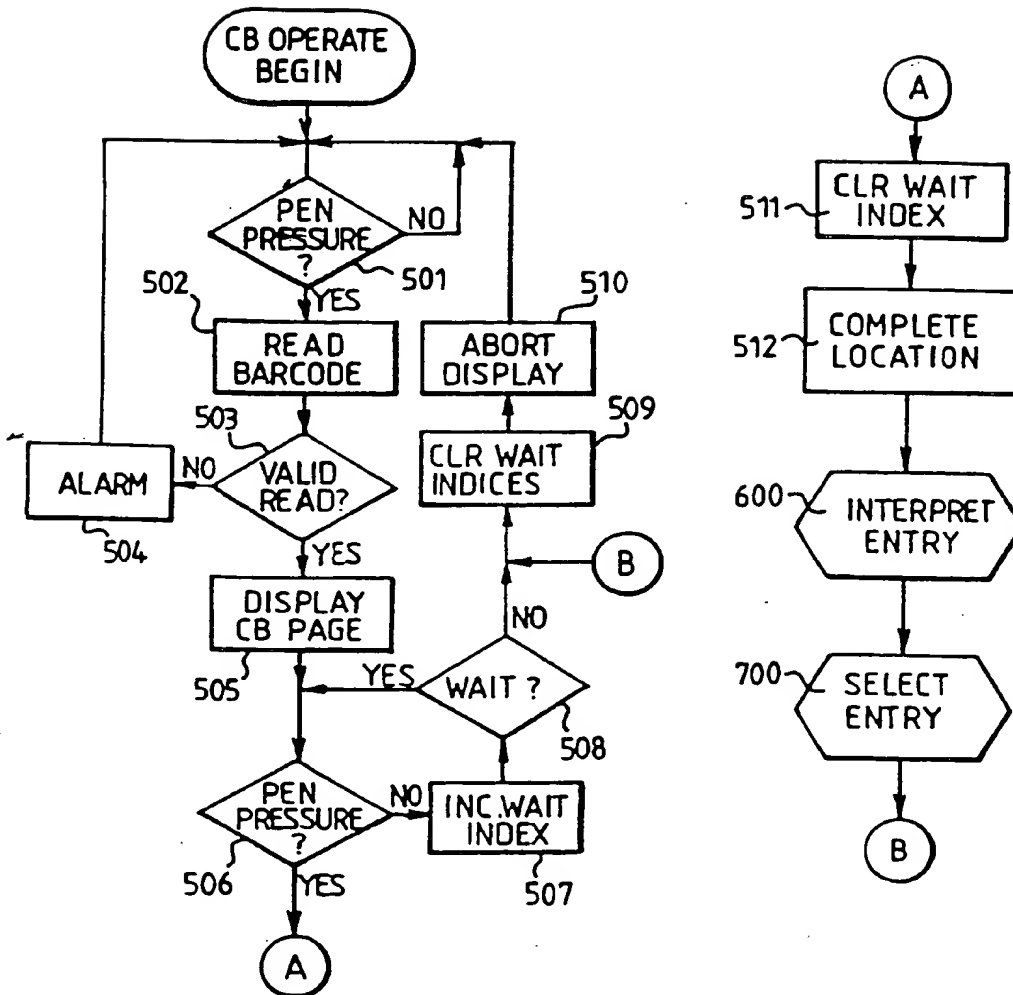 CB OPERATE
BEGIN
PEN
PRESSURE
?
NO
501
YES
502
READ
BARCODE
503
VALID
READ?
NO
ALARM
504
YES
DISPLAY
CB PAGE
505
PEN
PRESSURE
?
506
NO
YES
A
INC.WAIT
INDEX
507
WAIT ?
508
YES
NO
B
CLR WAIT
INDICES
509
ABORT
DISPLAY
510
A
511
CLR WAIT
INDEX
512
COMPLETE
LOCATION
600
INTERPRET
ENTRY
700
SELECT
ENTRY
B